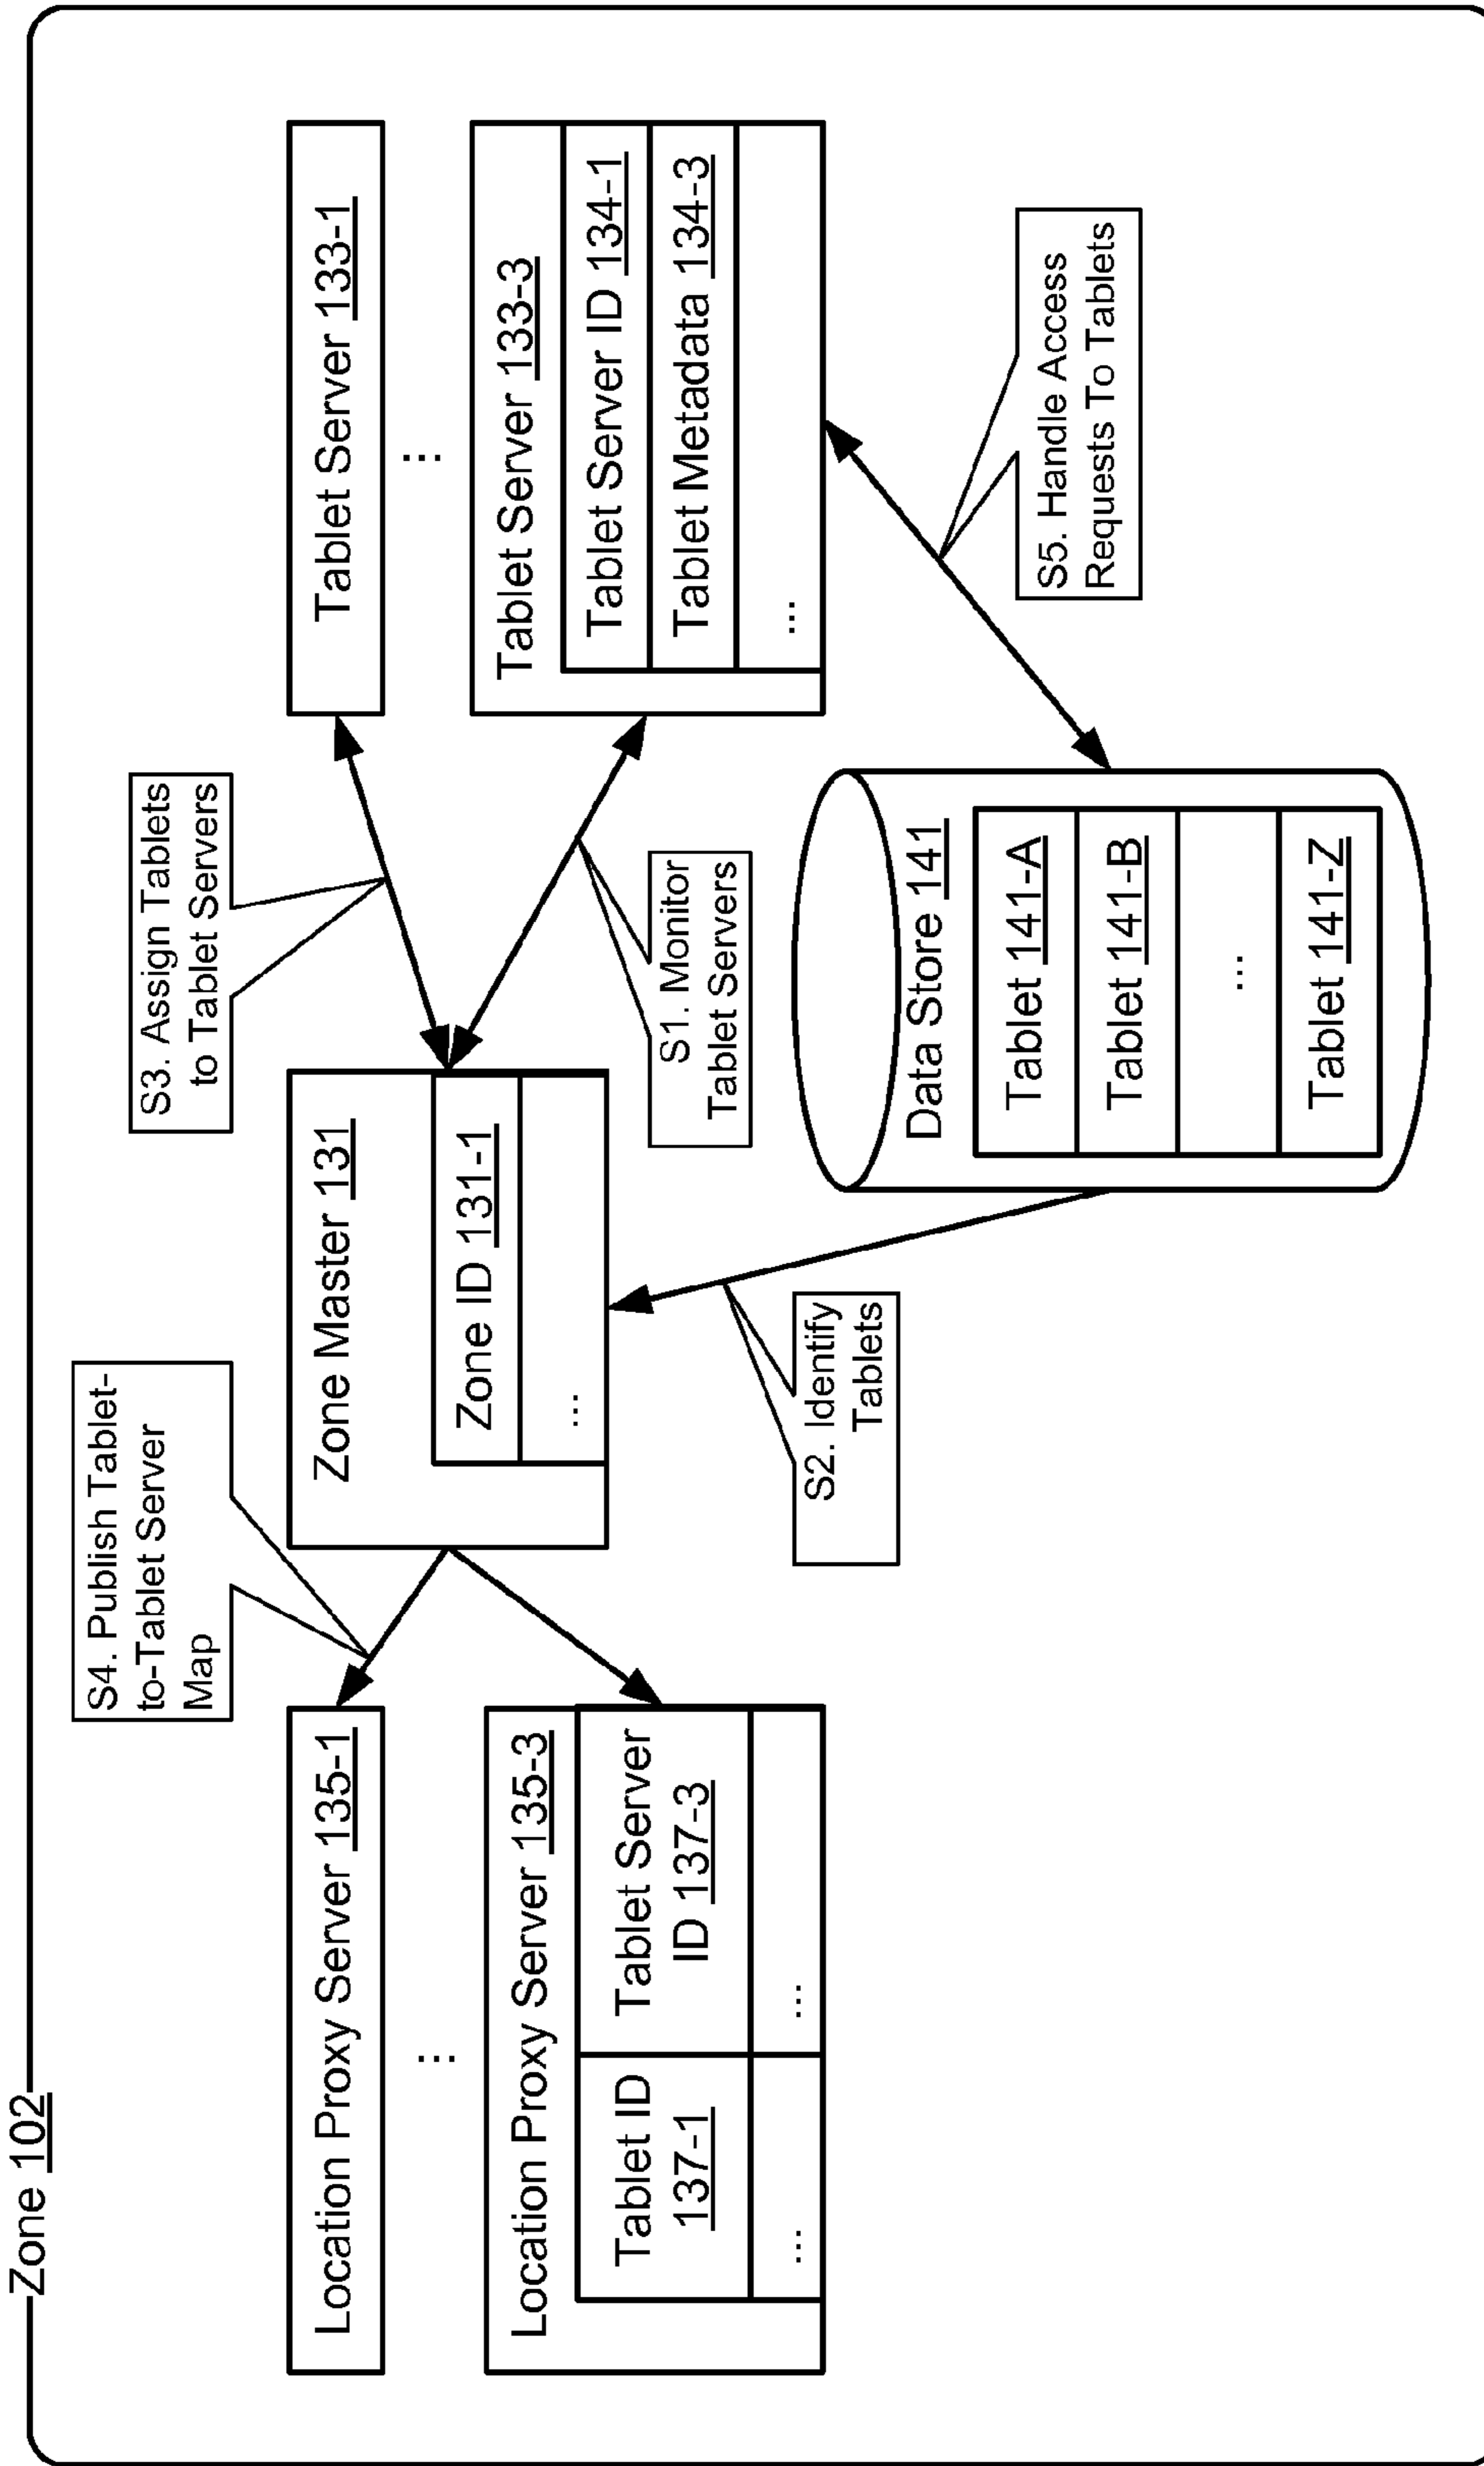 Zone 102
S4. Publish Tablet-
to-Tablet Server
Map
S3. Assign Tablets
to Tablet Servers
Location Proxy Server 135-1
...
Location Proxy Server 135-3
Tablet ID
137-1
Tablet Server
ID 137-3
...
...
Zone Master 131
Zone ID 131-1
...
Tablet Server 133-1
...
Tablet Server 133-3
Tablet Server ID 134-1
Tablet Metadata 134-3
...
S1. Monitor
Tablet Servers
S2. Identify
Tablets
Data Store 141
Tablet 141-A
Tablet 141-B
...
Tablet 141-Z
S5. Handle Access
Requests To Tablets